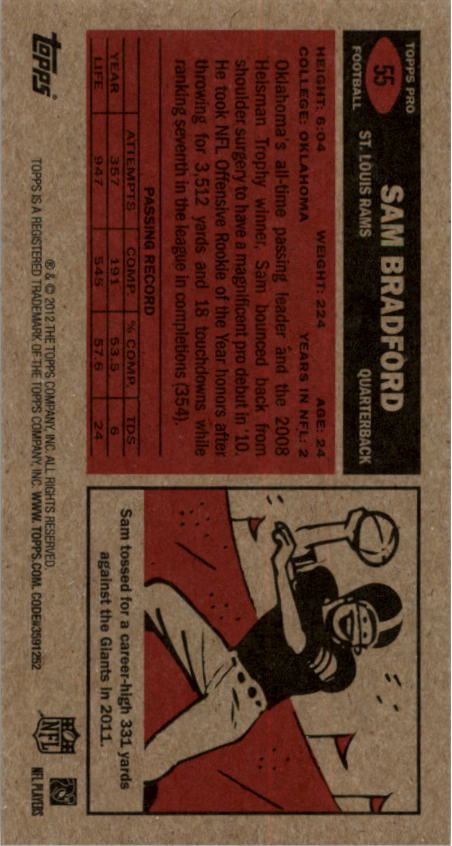 TOPPS PRO
55
FOOTBALL
SAM BRADFORD
ST. LOUIS RAMS QUARTERBACK
HEIGHT: 6:04 WEIGHT: 224 AGE: 24
COLLEGE: OKLAHOMA YEARS IN NFL: 2
Oklahoma's all-time passing leader and the 2008
Heisman Trophy winner, Sam bounced back from
shoulder surgery to have a magnificent pro debut in '10.
He took NFL Offensive Rookie of the Year honors after
throwing for 3,512 yards and 18 touchdowns while
ranking seventh in the league in completions (354).
PASSING RECORD
ATTEMPTS COMP. % COMP. TDS
YEAR 357 191 53.5 6
LIFE 947 545 57.6 24
Sam tossed for a career-high 331 yards
against the Giants in 2011.
topps®
® & © 2012 THE TOPPS COMPANY, INC. ALL RIGHTS RESERVED.
TOPPS IS A REGISTERED TRADEMARK OF THE TOPPS COMPANY, INC. WWW.TOPPS.COM. CODE#3591252
NFL
NFL PLAYERS